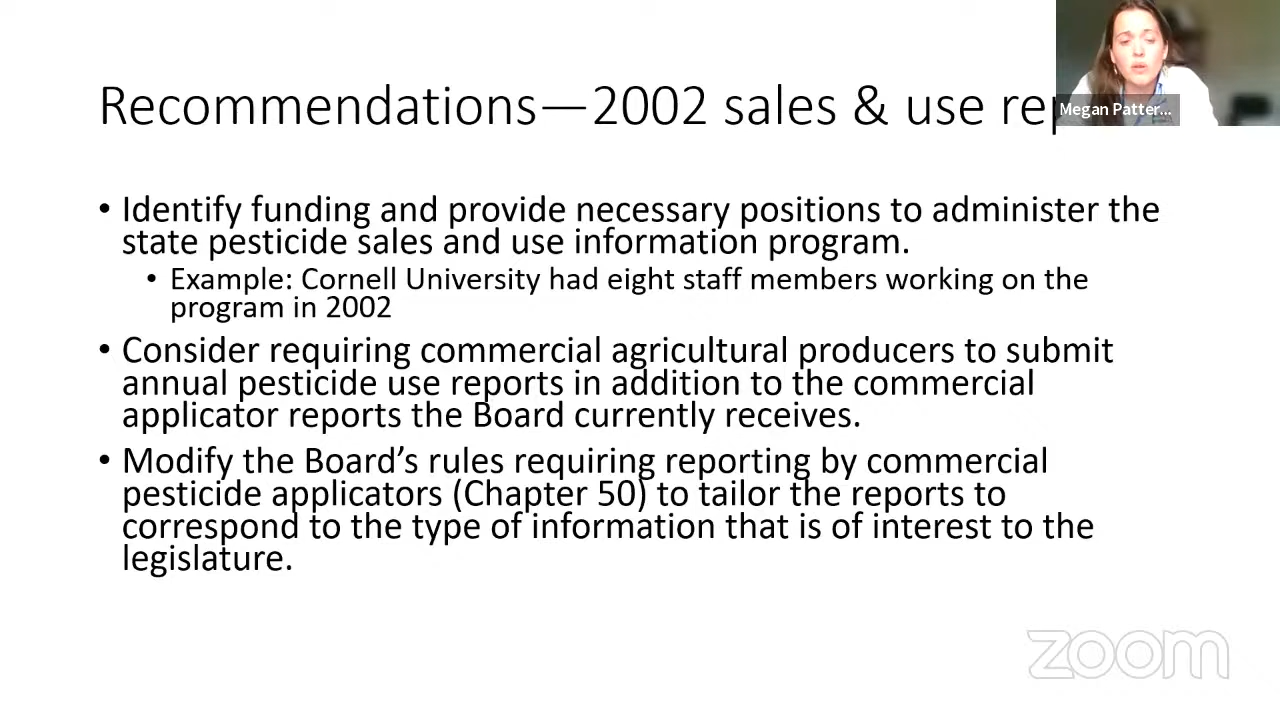 Recommendations—2002 sales & use rep
Megan Patter...
• Identify funding and provide necessary positions to administer the
state pesticide sales and use information program.
• Example: Cornell University had eight staff members working on the
program in 2002
• Consider requiring commercial agricultural producers to submit
annual pesticide use reports in addition to the commercial
applicator reports the Board currently receives.
• Modify the Board’s rules requiring reporting by commercial
pesticide applicators (Chapter 50) to tailor the reports to
correspond to the type of information that is of interest to the
legislature.
zoom